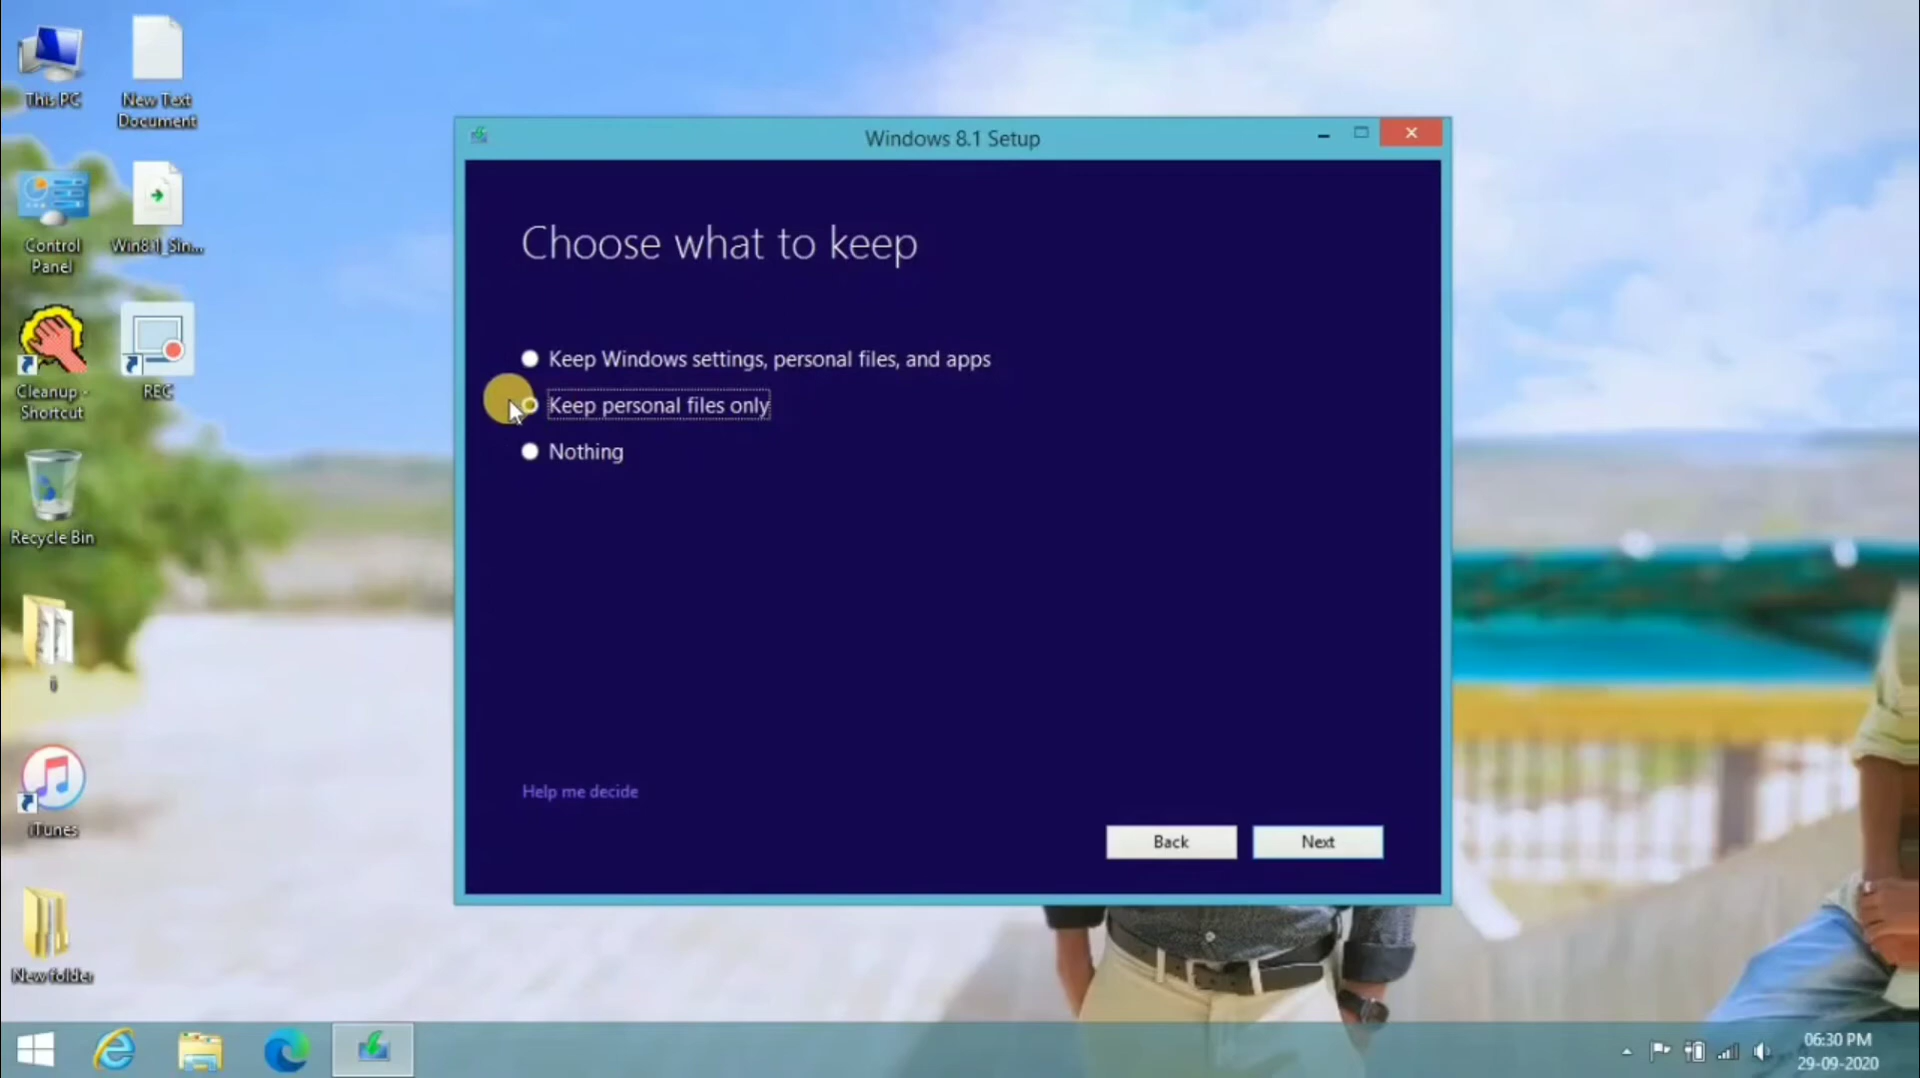 This PC
New Text
Document
Control
Panel
Win8.1_Sin...
Cleanup -
Shortcut
REC
Recycle Bin
iTunes
New folder
Windows 8.1 Setup
Choose what to keep
Keep Windows settings, personal files, and apps
Keep personal files only
Nothing
Help me decide
Back
Next
06:30 PM
29-09-2020